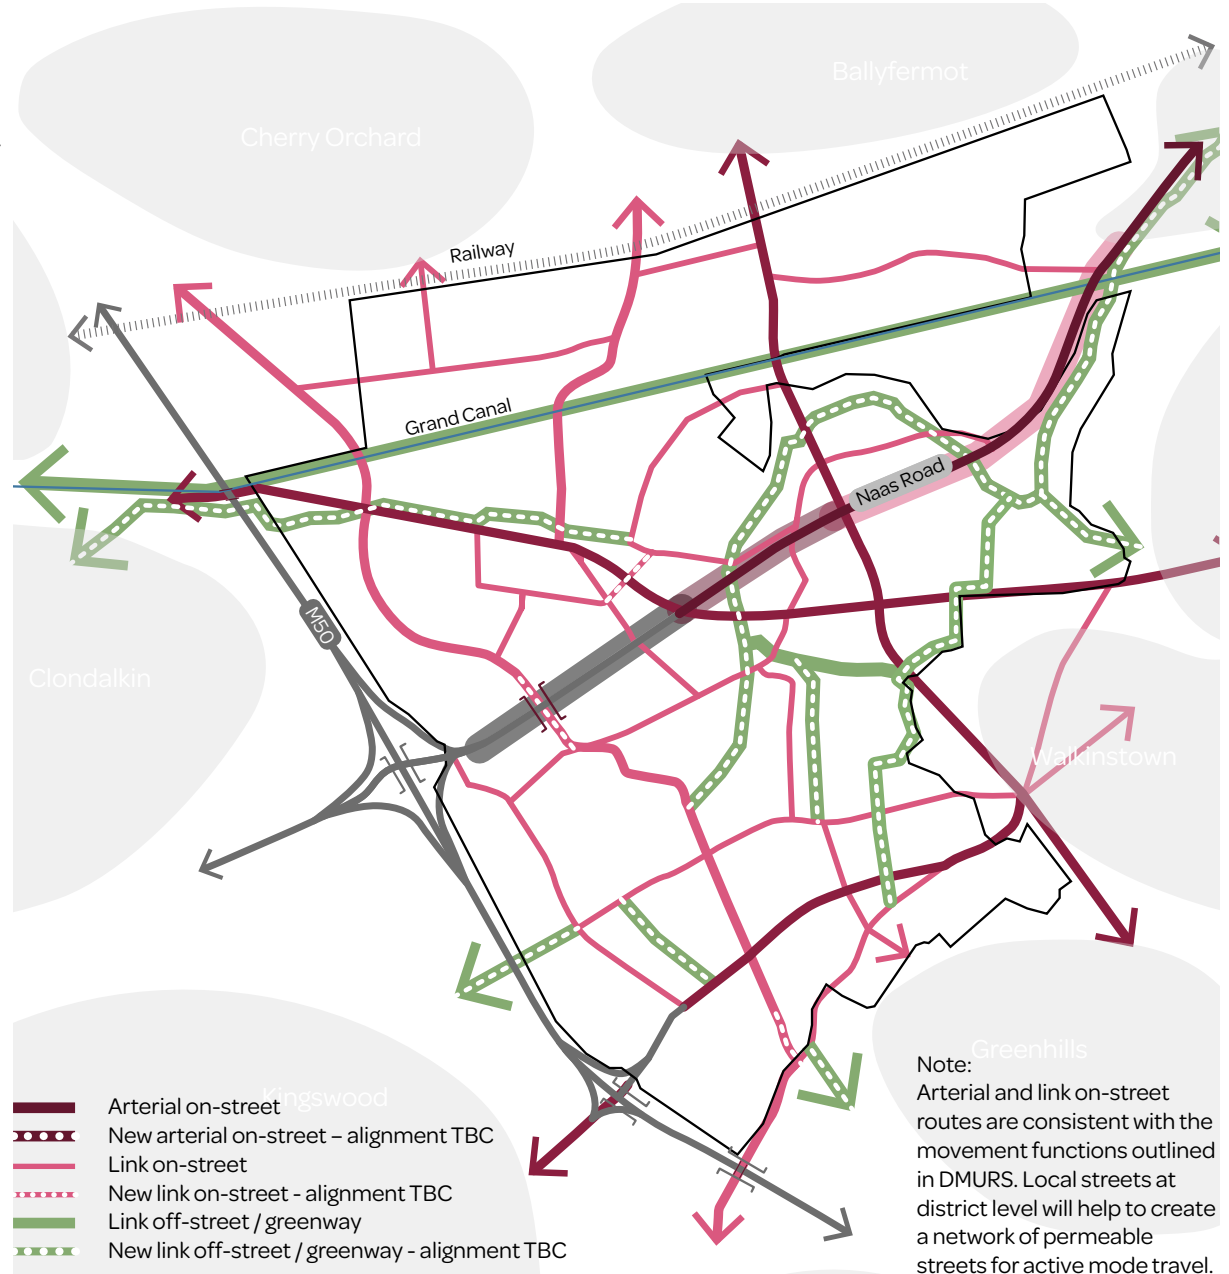 Ballyfermot
Cherry Orchard
Railway
Grand Canal
Naas Road
M50
Clondalkin
Walkinstown
Greenhills
Kingswood
Arterial on-street
New arterial on-street – alignment TBC
Link on-street
New link on-street - alignment TBC
Link off-street / greenway
New link off-street / greenway - alignment TBC
Note:
Arterial and link on-street
routes are consistent with the
movement functions outlined
in DMURS. Local streets at
district level will help to create
a network of permeable
streets for active mode travel.